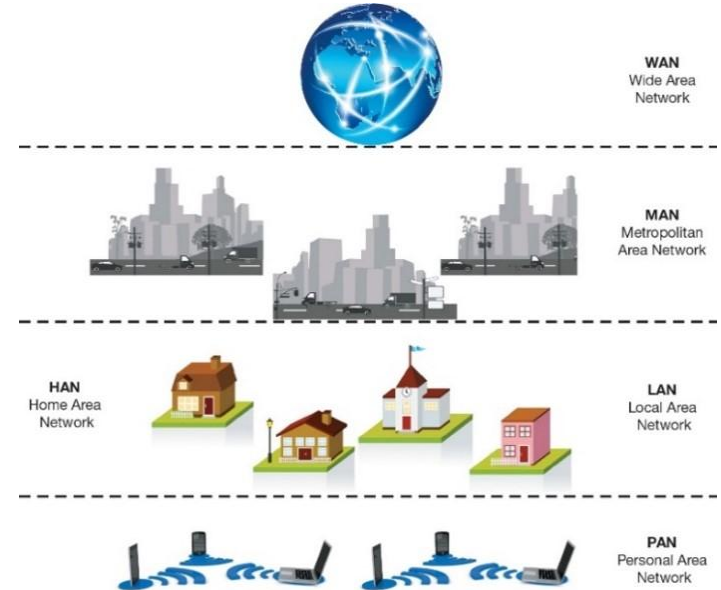 WAN
Wide Area
Network
MAN
Metropolitan
Area Network
HAN
Home Area
Network
LAN
Local Area
Network
PAN
Personal Area
Network